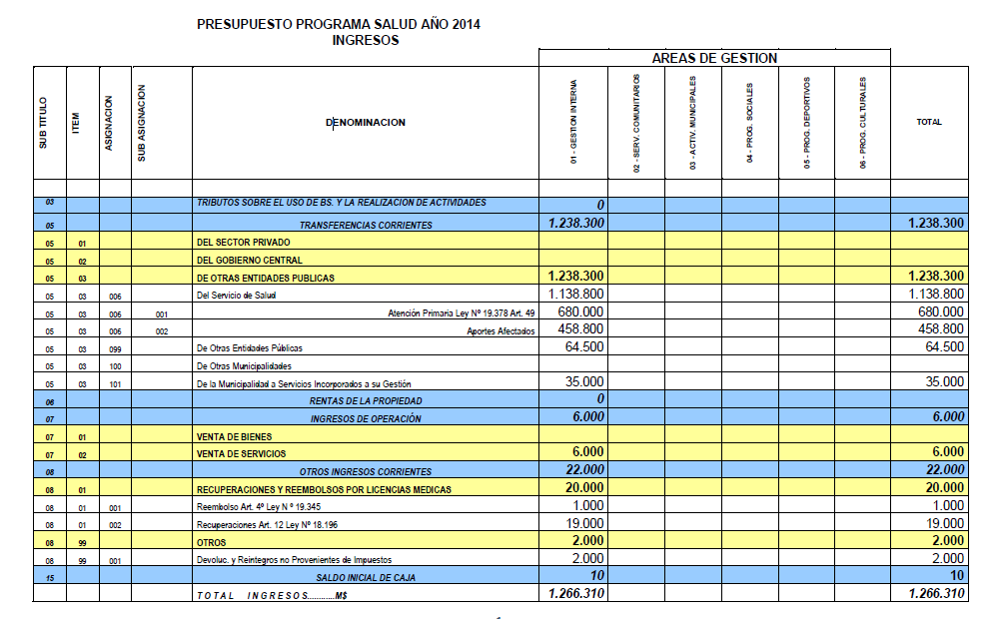 PRESUPUESTO PROGRAMA SALUD AÑO 2014
INGRESOS
AREAS DE GESTION
SUB TITULO ITEM ASIGNACION SUB ASIGNACION DENOMINACION 01 - GESTION INTERNA 02 - SERV. COMUNITARIOS 03 - ACTIV. MUNICIPALES 04 - PROG. SOCIALES 05 - PROG. DEPORTIVOS 06 - PROG. CULTURALES TOTAL
03 TRIBUTOS SOBRE EL USO DE BS. Y LA REALIZACION DE ACTIVIDADES 0
05 TRANSFERENCIAS CORRIENTES 1.238.300 1.238.300
05 01 DEL SECTOR PRIVADO
05 02 DEL GOBIERNO CENTRAL
05 03 DE OTRAS ENTIDADES PUBLICAS 1.238.300 1.238.300
05 03 006 Del Servicio de Salud 1.138.800 1.138.800
05 03 006 001 Atención Primaria Ley Nº 19.378 Art. 49 680.000 680.000
05 03 006 002 Aportes Afectados 458.800 458.800
05 03 099 De Otras Entidades Públicas 64.500 64.500
05 03 100 De Otras Municipalidades
05 03 101 De la Municipalidad a Servicios Incorporados a su Gestión 35.000 35.000
06 RENTAS DE LA PROPIEDAD 0
07 INGRESOS DE OPERACIÓN 6.000 6.000
07 01 VENTA DE BIENES
07 02 VENTA DE SERVICIOS 6.000 6.000
08 OTROS INGRESOS CORRIENTES 22.000 22.000
08 01 RECUPERACIONES Y REEMBOLSOS POR LICENCIAS MEDICAS 20.000 20.000
08 01 001 Reembolso Art. 4º Ley N º 19.345 1.000 1.000
08 01 002 Recuperaciones Art. 12 Ley Nº 18.196 19.000 19.000
08 99 OTROS 2.000 2.000
08 99 001 Devoluc. y Reintegros no Provenientes de Impuestos 2.000 2.000
15 SALDO INICIAL DE CAJA 10 10
T O T A L I N G R E S O S............M$ 1.266.310 1.266.310